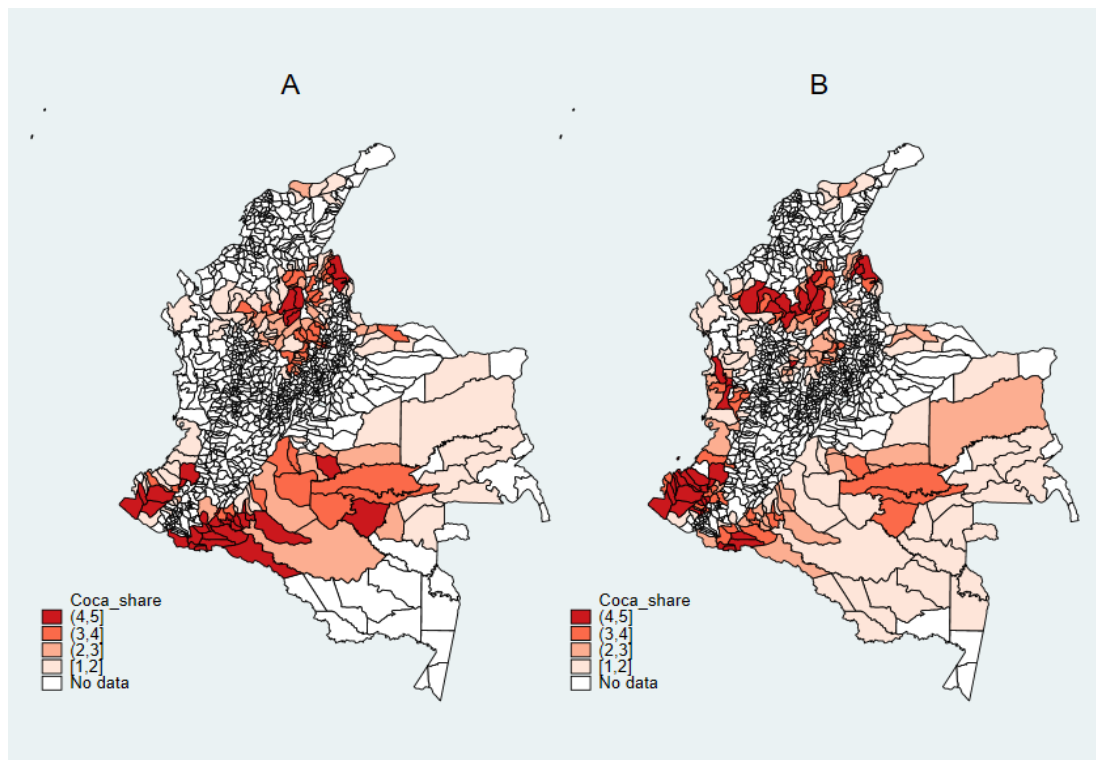 A
B
Coca_share
(4,5]
(3,4]
(2,3]
[1,2]
No data
Coca_share
(4,5]
(3,4]
(2,3]
[1,2]
No data